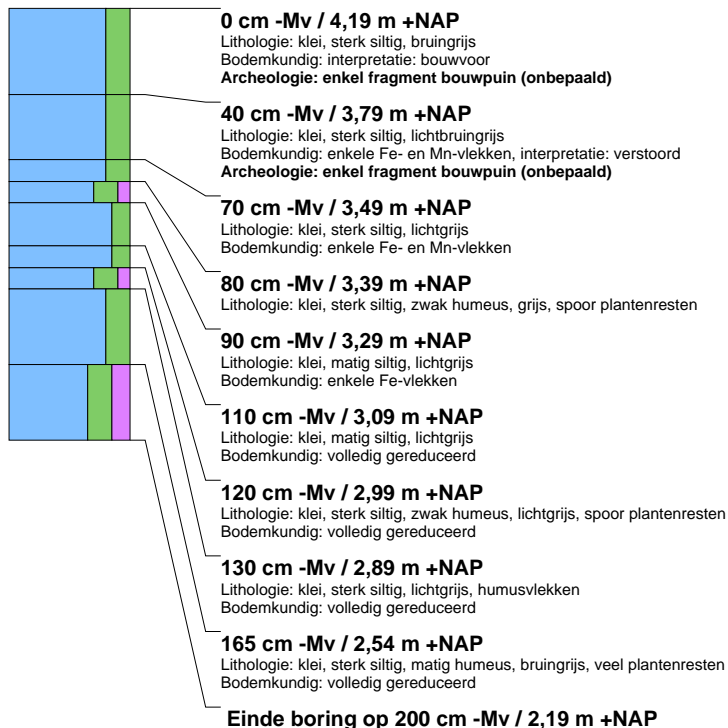 0 cm -Mv / 4,19 m +NAP
Lithologie: klei, sterk siltig, bruingrijs
Bodemkundig: interpretatie: bouwvoor
Archeologie: enkel fragment bouwpuin (onbepaald)
40 cm -Mv / 3,79 m +NAP
Lithologie: klei, sterk siltig, lichtbruingrijs
Bodemkundig: enkele Fe- en Mn-vlekken, interpretatie: verstoord
Archeologie: enkel fragment bouwpuin (onbepaald)
70 cm -Mv / 3,49 m +NAP
Lithologie: klei, sterk siltig, lichtgrijs
Bodemkundig: enkele Fe- en Mn-vlekken
80 cm -Mv / 3,39 m +NAP
Lithologie: klei, sterk siltig, zwak humeus, grijs, spoor plantenresten
90 cm -Mv / 3,29 m +NAP
Lithologie: klei, matig siltig, lichtgrijs
Bodemkundig: enkele Fe-vlekken
110 cm -Mv / 3,09 m +NAP
Lithologie: klei, matig siltig, lichtgrijs
Bodemkundig: volledig gereduceerd
120 cm -Mv / 2,99 m +NAP
Lithologie: klei, sterk siltig, zwak humeus, lichtgrijs, spoor plantenresten
Bodemkundig: volledig gereduceerd
130 cm -Mv / 2,89 m +NAP
Lithologie: klei, sterk siltig, lichtgrijs, humusvlekken
Bodemkundig: volledig gereduceerd
165 cm -Mv / 2,54 m +NAP
Lithologie: klei, sterk siltig, matig humeus, bruingrijs, veel plantenresten
Bodemkundig: volledig gereduceerd
Einde boring op 200 cm -Mv / 2,19 m +NAP